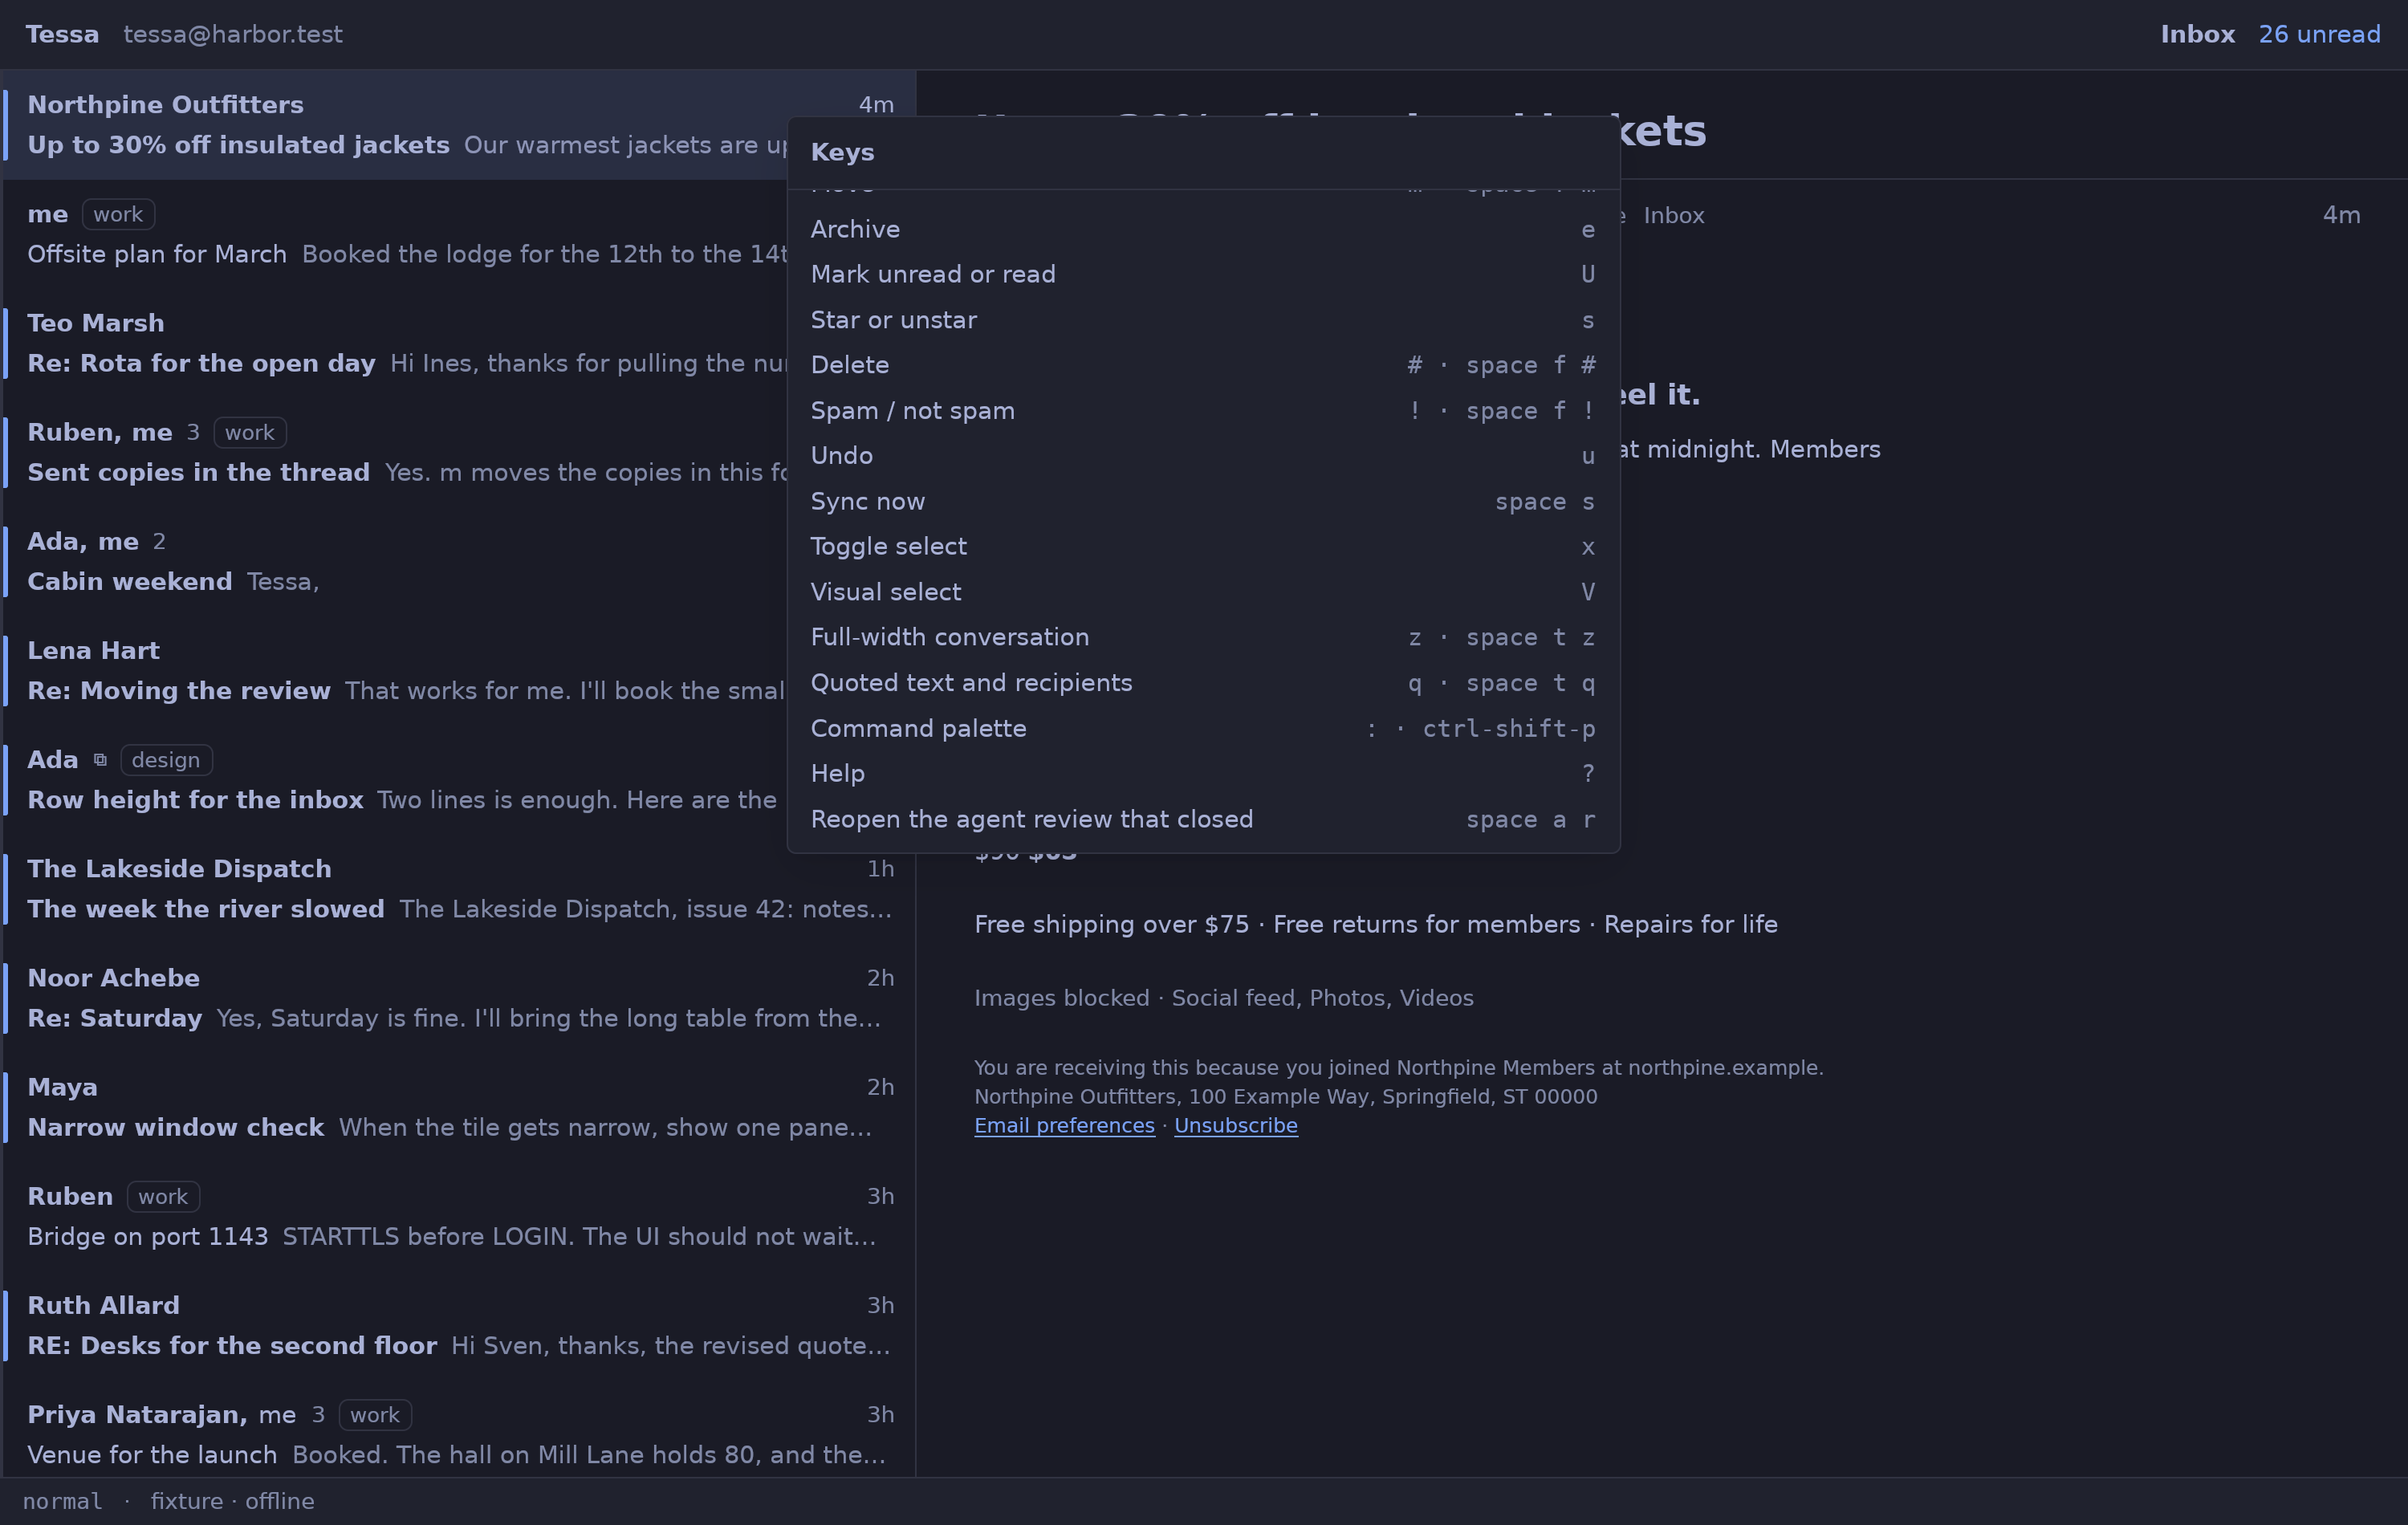 Tessa tessa@harbor.test
Inbox 26 unread
Northpine Outfitters 4m
Up to 30% off insulated jackets Our warmest jackets are up
me work
Offsite plan for March Booked the lodge for the 12th to the 14t
Teo Marsh
Re: Rota for the open day Hi Ines, thanks for pulling the
Ruben, me 3 work
Sent copies in the thread Yes. m moves the copies in this
Ada, me 2
Cabin weekend Tessa,
Lena Hart
Re: Moving the review That works for me. I'll book the smal
Ada design
Row height for the inbox Two lines is enough. Here are the
The Lakeside Dispatch 1h
The week the river slowed The Lakeside Dispatch, issue 42: notes…
Noor Achebe 2h
Re: Saturday Yes, Saturday is fine. I'll bring the long table from the…
Maya 2h
Narrow window check When the tile gets narrow, show one pane…
Ruben work 3h
Bridge on port 1143 STARTTLS before LOGIN. The UI should not wait…
Ruth Allard 3h
RE: Desks for the second floor Hi Sven, thanks, the revised quote…
Priya Natarajan, me 3 work 3h
Venue for the launch Booked. The hall on Mill Lane holds 80, and the…
Keys
Archive e
Mark unread or read U
Star or unstar s
Delete # · space f #
Spam / not spam ! · space f !
Undo u
Sync now space s
Toggle select x
Visual select V
Full-width conversation z · space t z
Quoted text and recipients q · space t q
Command palette : · ctrl-shift-p
Help ?
Reopen the agent review that closed space a r
kets
Inbox 4m
eel it.
at midnight. Members
Free shipping over $75 · Free returns for members · Repairs for life
Images blocked · Social feed, Photos, Videos
You are receiving this because you joined Northpine Members at northpine.example.
Northpine Outfitters, 100 Example Way, Springfield, ST 00000
Email preferences · Unsubscribe
normal · fixture · offline